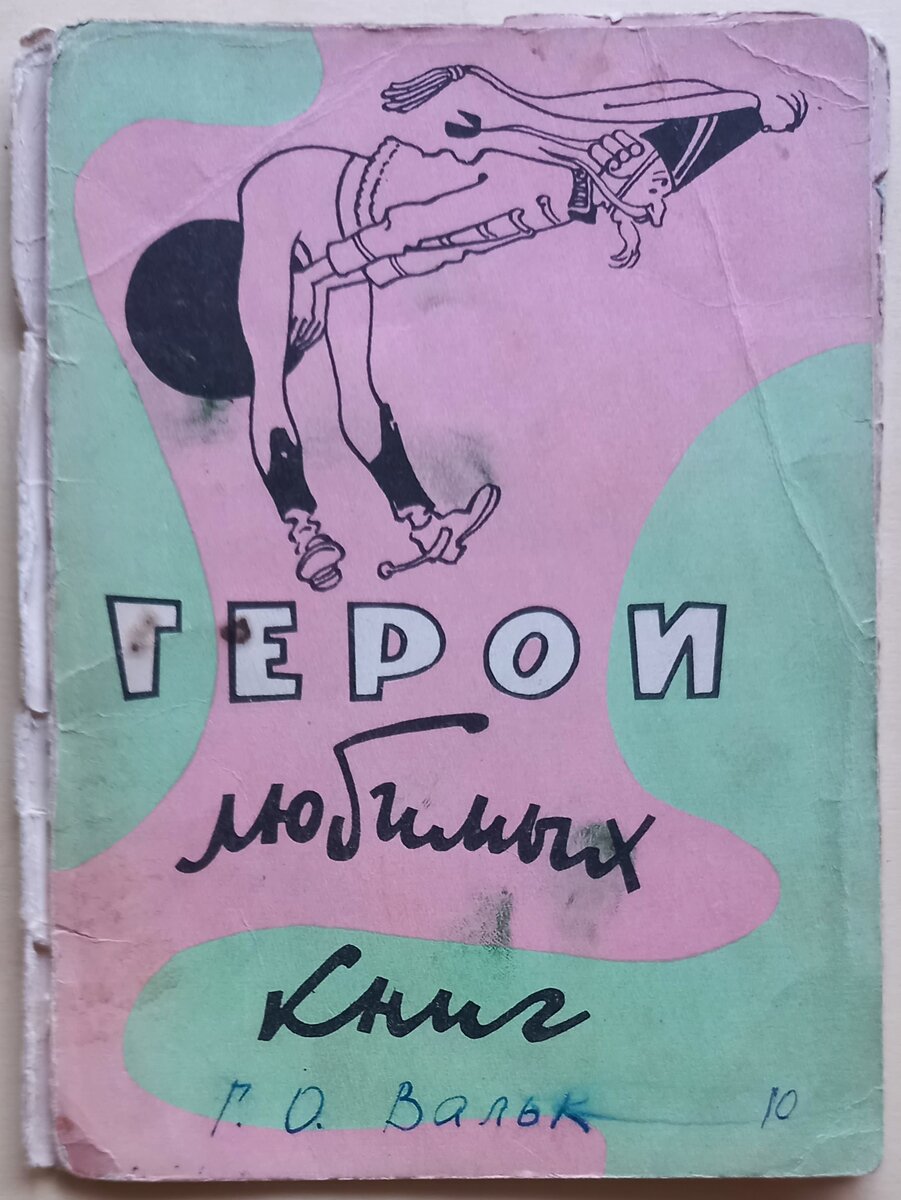 ГЕРОИ
любимых
книг
Г. О. Вальк 10